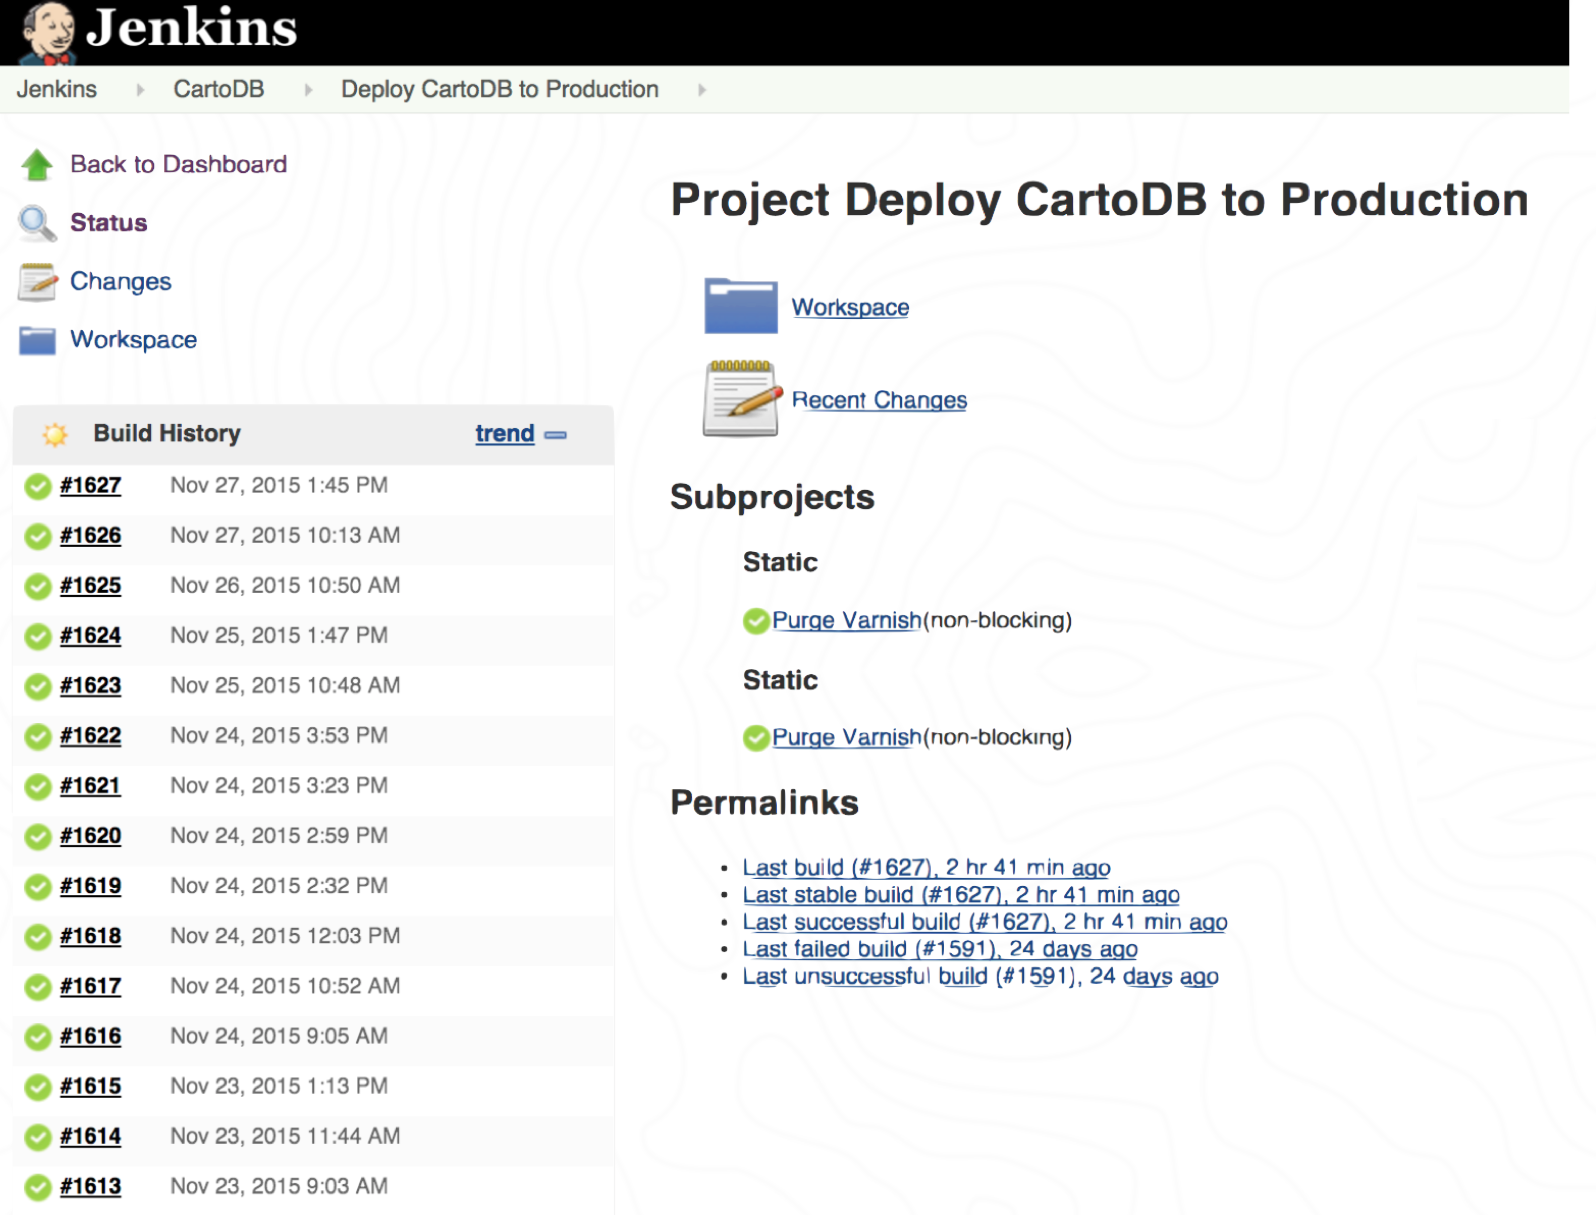 Jenkins
Jenkins CartoDB Deploy CartoDB to Production
Back to Dashboard
Status
Changes
Workspace
Build History trend
#1627 Nov 27, 2015 1:45 PM
#1626 Nov 27, 2015 10:13 AM
#1625 Nov 26, 2015 10:50 AM
#1624 Nov 25, 2015 1:47 PM
#1623 Nov 25, 2015 10:48 AM
#1622 Nov 24, 2015 3:53 PM
#1621 Nov 24, 2015 3:23 PM
#1620 Nov 24, 2015 2:59 PM
#1619 Nov 24, 2015 2:32 PM
#1618 Nov 24, 2015 12:03 PM
#1617 Nov 24, 2015 10:52 AM
#1616 Nov 24, 2015 9:05 AM
#1615 Nov 23, 2015 1:13 PM
#1614 Nov 23, 2015 11:44 AM
#1613 Nov 23, 2015 9:03 AM
Project Deploy CartoDB to Production
Workspace
Recent Changes
Subprojects
Static
Purge Varnish(non-blocking)
Static
Purge Varnish(non-blocking)
Permalinks
• Last build (#1627), 2 hr 41 min ago
• Last stable build (#1627), 2 hr 41 min ago
• Last successful build (#1627), 2 hr 41 min ago
• Last failed build (#1591), 24 days ago
• Last unsuccessful build (#1591), 24 days ago